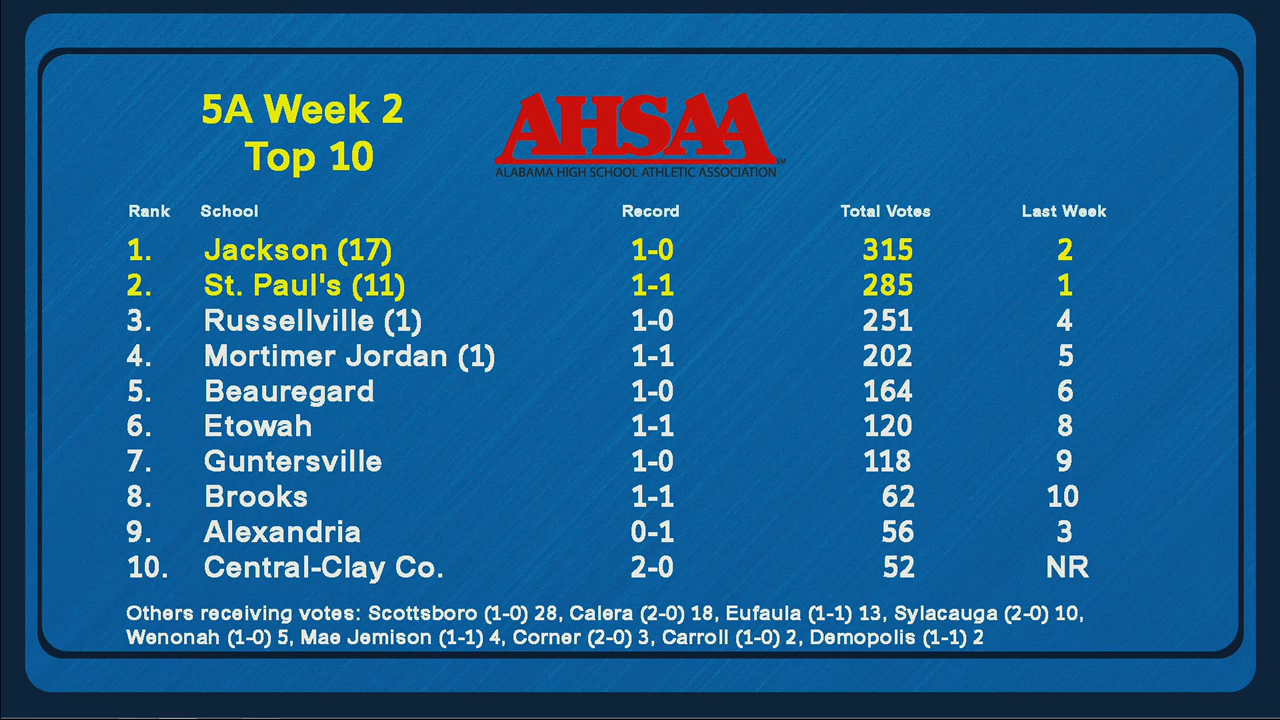 5A Week 2
Top 10
AHSAA
SM
ALABAMA HIGH SCHOOL ATHLETIC ASSOCIATION
Rank School Record Total Votes Last Week
1. Jackson (17) 1-0 315 2
2. St. Paul's (11) 1-1 285 1
3. Russellville (1) 1-0 251 4
4. Mortimer Jordan (1) 1-1 202 5
5. Beauregard 1-0 164 6
6. Etowah 1-1 120 8
7. Guntersville 1-0 118 9
8. Brooks 1-1 62 10
9. Alexandria 0-1 56 3
10. Central-Clay Co. 2-0 52 NR
Others receiving votes: Scottsboro (1-0) 28, Calera (2-0) 18, Eufaula (1-1) 13, Sylacauga (2-0) 10,
Wenonah (1-0) 5, Mae Jemison (1-1) 4, Corner (2-0) 3, Carroll (1-0) 2, Demopolis (1-1) 2